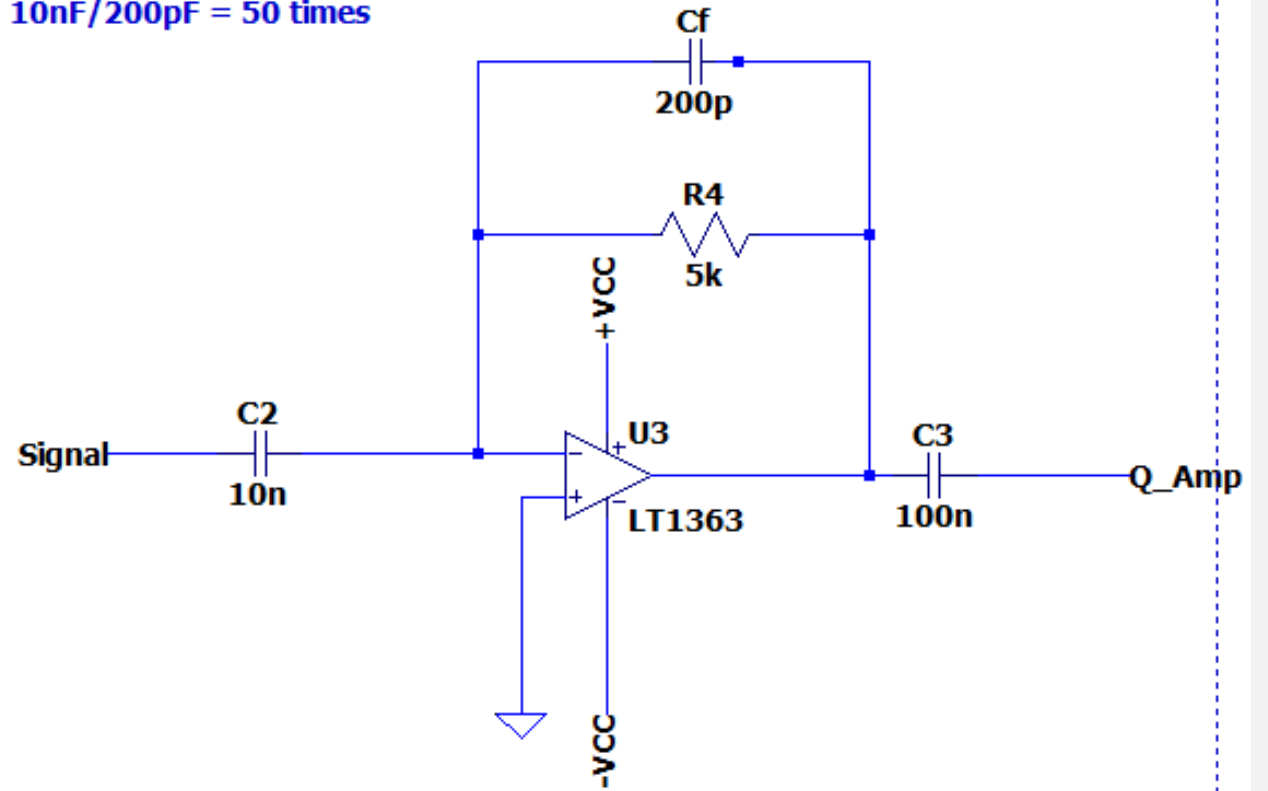 10nF/200pF = 50 times
Cf
200p
R4
5k
+VCC
C2
Signal
10n
U3
+
-
+
-
LT1363
C3
Q_Amp
100n
-VCC